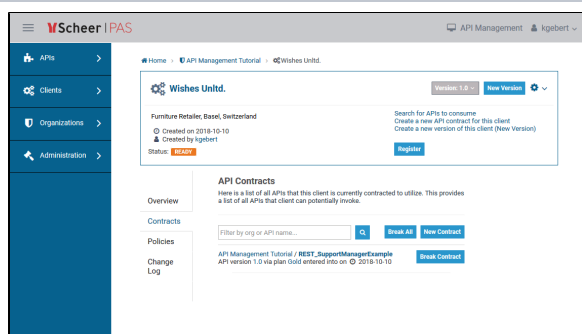 Scheer PAS
API Management kgebert
APIs
Clients
Organizations
Administration
Home › API Management Tutorial › Wishes Unltd.
Wishes Unltd.
Version: 1.0
New Version
Furniture Retailer, Basel, Switzerland
Created on 2018-10-10
Created by kgebert
Status: READY
Search for APIs to consume
Create a new API contract for this client
Create a new version of this client (New Version)
Register
Overview
Contracts
Policies
Change
Log
API Contracts
Here is a list of all APIs that this client is currently contracted to utilize. This provides
a list of all APIs that client can potentially invoke.
Filter by org or API name...
Break All
New Contract
API Management Tutorial / REST_SupportManagerExample
API version 1.0 via plan Gold entered into on 2018-10-10
Break Contract